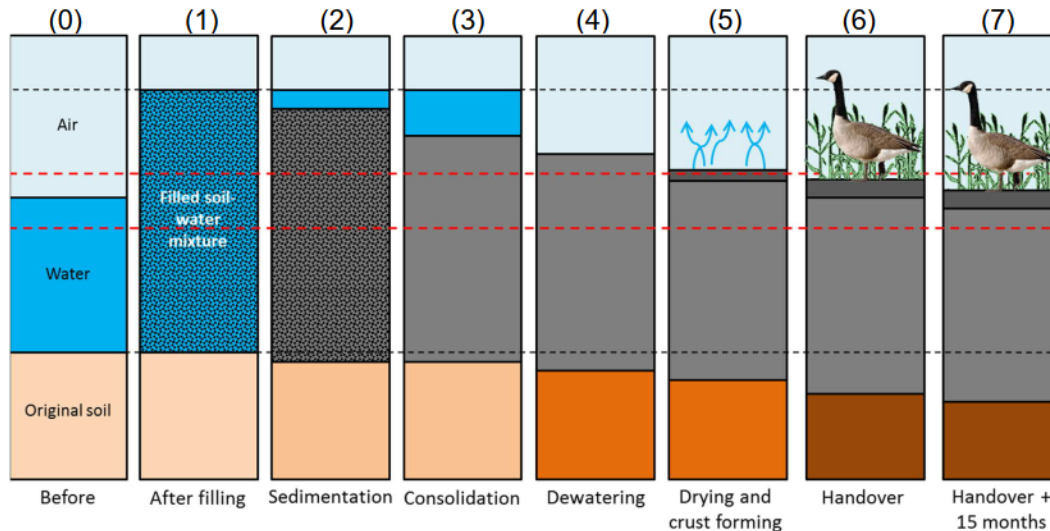 (0) (1) (2) (3) (4) (5) (6) (7)
Air
Filled soil-
water
mixture
Water
Original soil
Before After filling Sedimentation Consolidation Dewatering Drying and Handover Handover +
crust forming 15 months